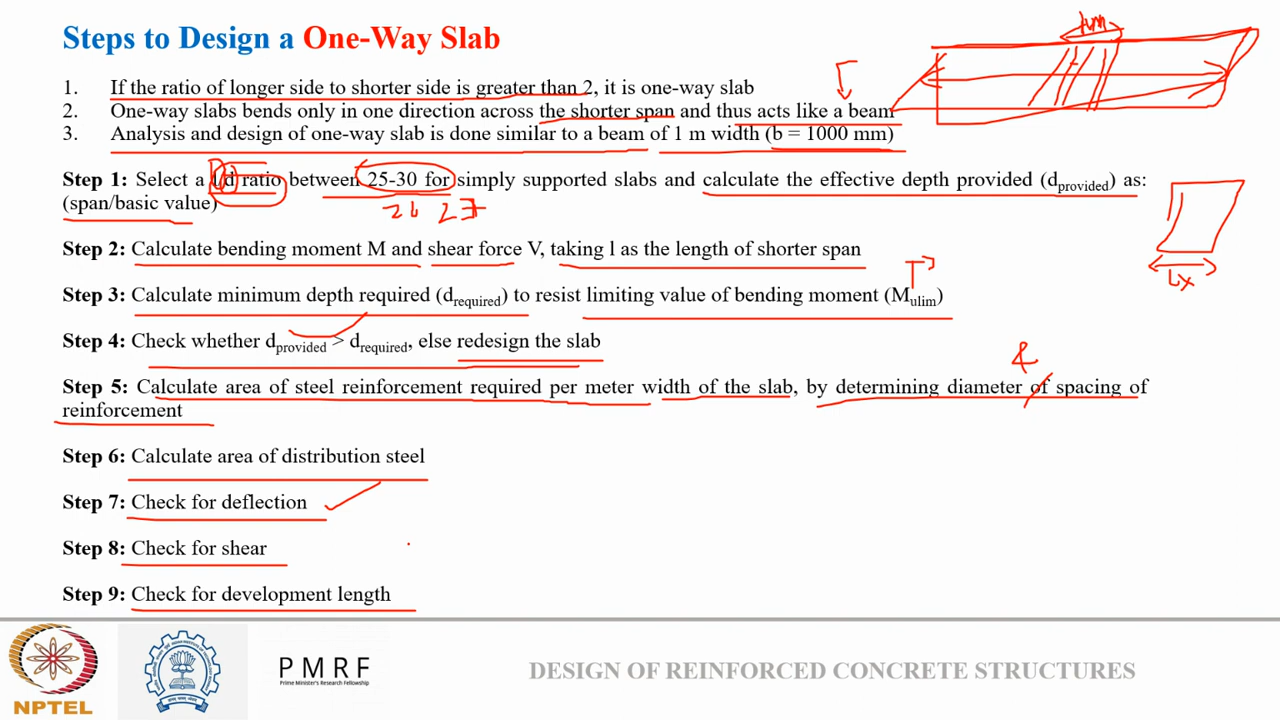 Steps to Design a One-Way Slab
1m
1. If the ratio of longer side to shorter side is greater than 2, it is one-way slab
2. One-way slabs bends only in one direction across the shorter span and thus acts like a beam
3. Analysis and design of one-way slab is done similar to a beam of 1 m width (b = 1000 mm)
Step 1: Select a l/d ratio between 25-30 for simply supported slabs and calculate the effective depth provided (dprovided) as:
(span/basic value)
26 27
Step 2: Calculate bending moment M and shear force V, taking l as the length of shorter span
Lx
Step 3: Calculate minimum depth required (drequired) to resist limiting value of bending moment (Mulim)
Step 4: Check whether dprovided > drequired, else redesign the slab
&
Step 5: Calculate area of steel reinforcement required per meter width of the slab, by determining diameter of spacing of
reinforcement
Step 6: Calculate area of distribution steel
Step 7: Check for deflection
Step 8: Check for shear
Step 9: Check for development length
NPTEL
PMRF
Prime Minister's Research Fellowship
DESIGN OF REINFORCED CONCRETE STRUCTURES